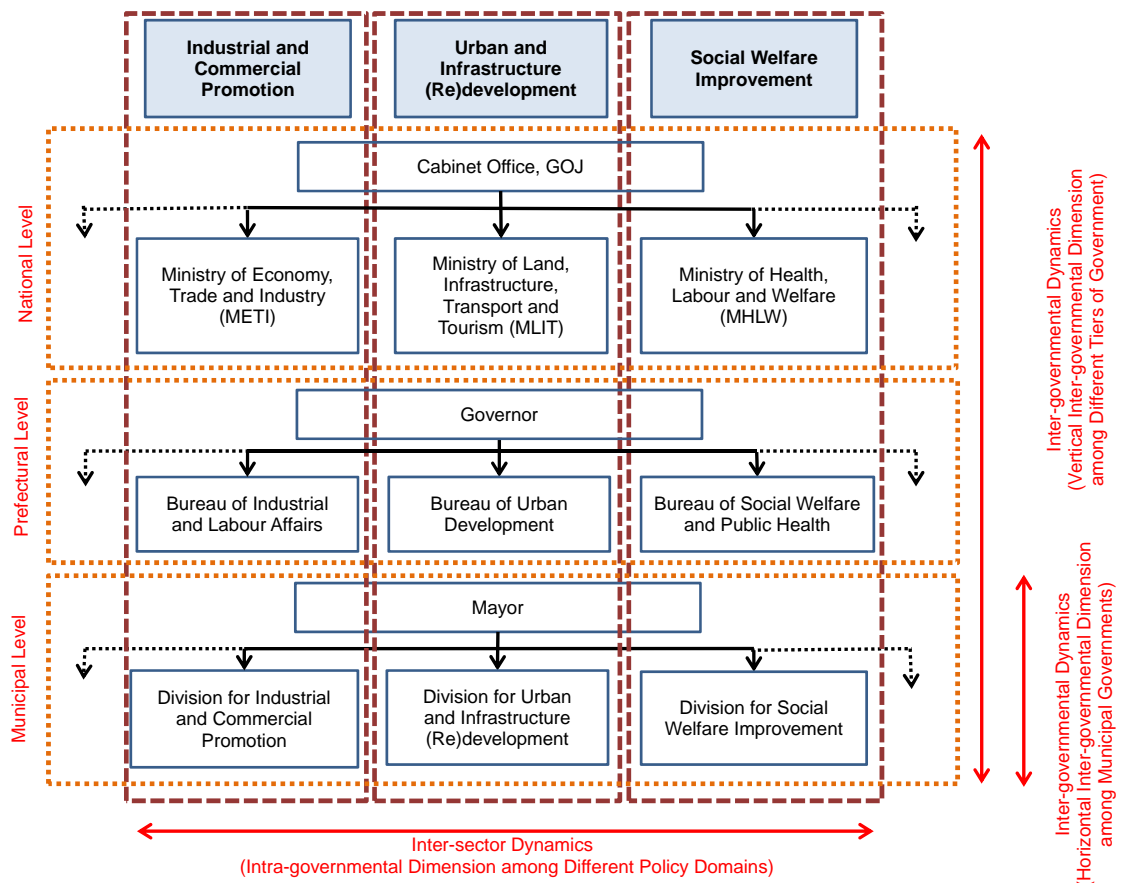 Industrial and
Commercial
Promotion
Urban and
Infrastructure
(Re)development
Social Welfare
Improvement
National Level
Cabinet Office, GOJ
Ministry of Economy,
Trade and Industry
(METI)
Ministry of Land,
Infrastructure,
Transport and
Tourism (MLIT)
Ministry of Health,
Labour and Welfare
(MHLW)
Prefectural Level
Governor
Bureau of Industrial
and Labour Affairs
Bureau of Urban
Development
Bureau of Social Welfare
and Public Health
Municipal Level
Mayor
Division for Industrial
and Commercial
Promotion
Division for Urban
and Infrastructure
(Re)development
Division for Social
Welfare Improvement
Inter-governmental Dynamics
(Vertical Inter-governmental Dimension
among Different Tiers of Government)
Inter-governmental Dynamics
(Horizontal Inter-governmental Dimension
among Municipal Governments)
Inter-sector Dynamics
(Intra-governmental Dimension among Different Policy Domains)